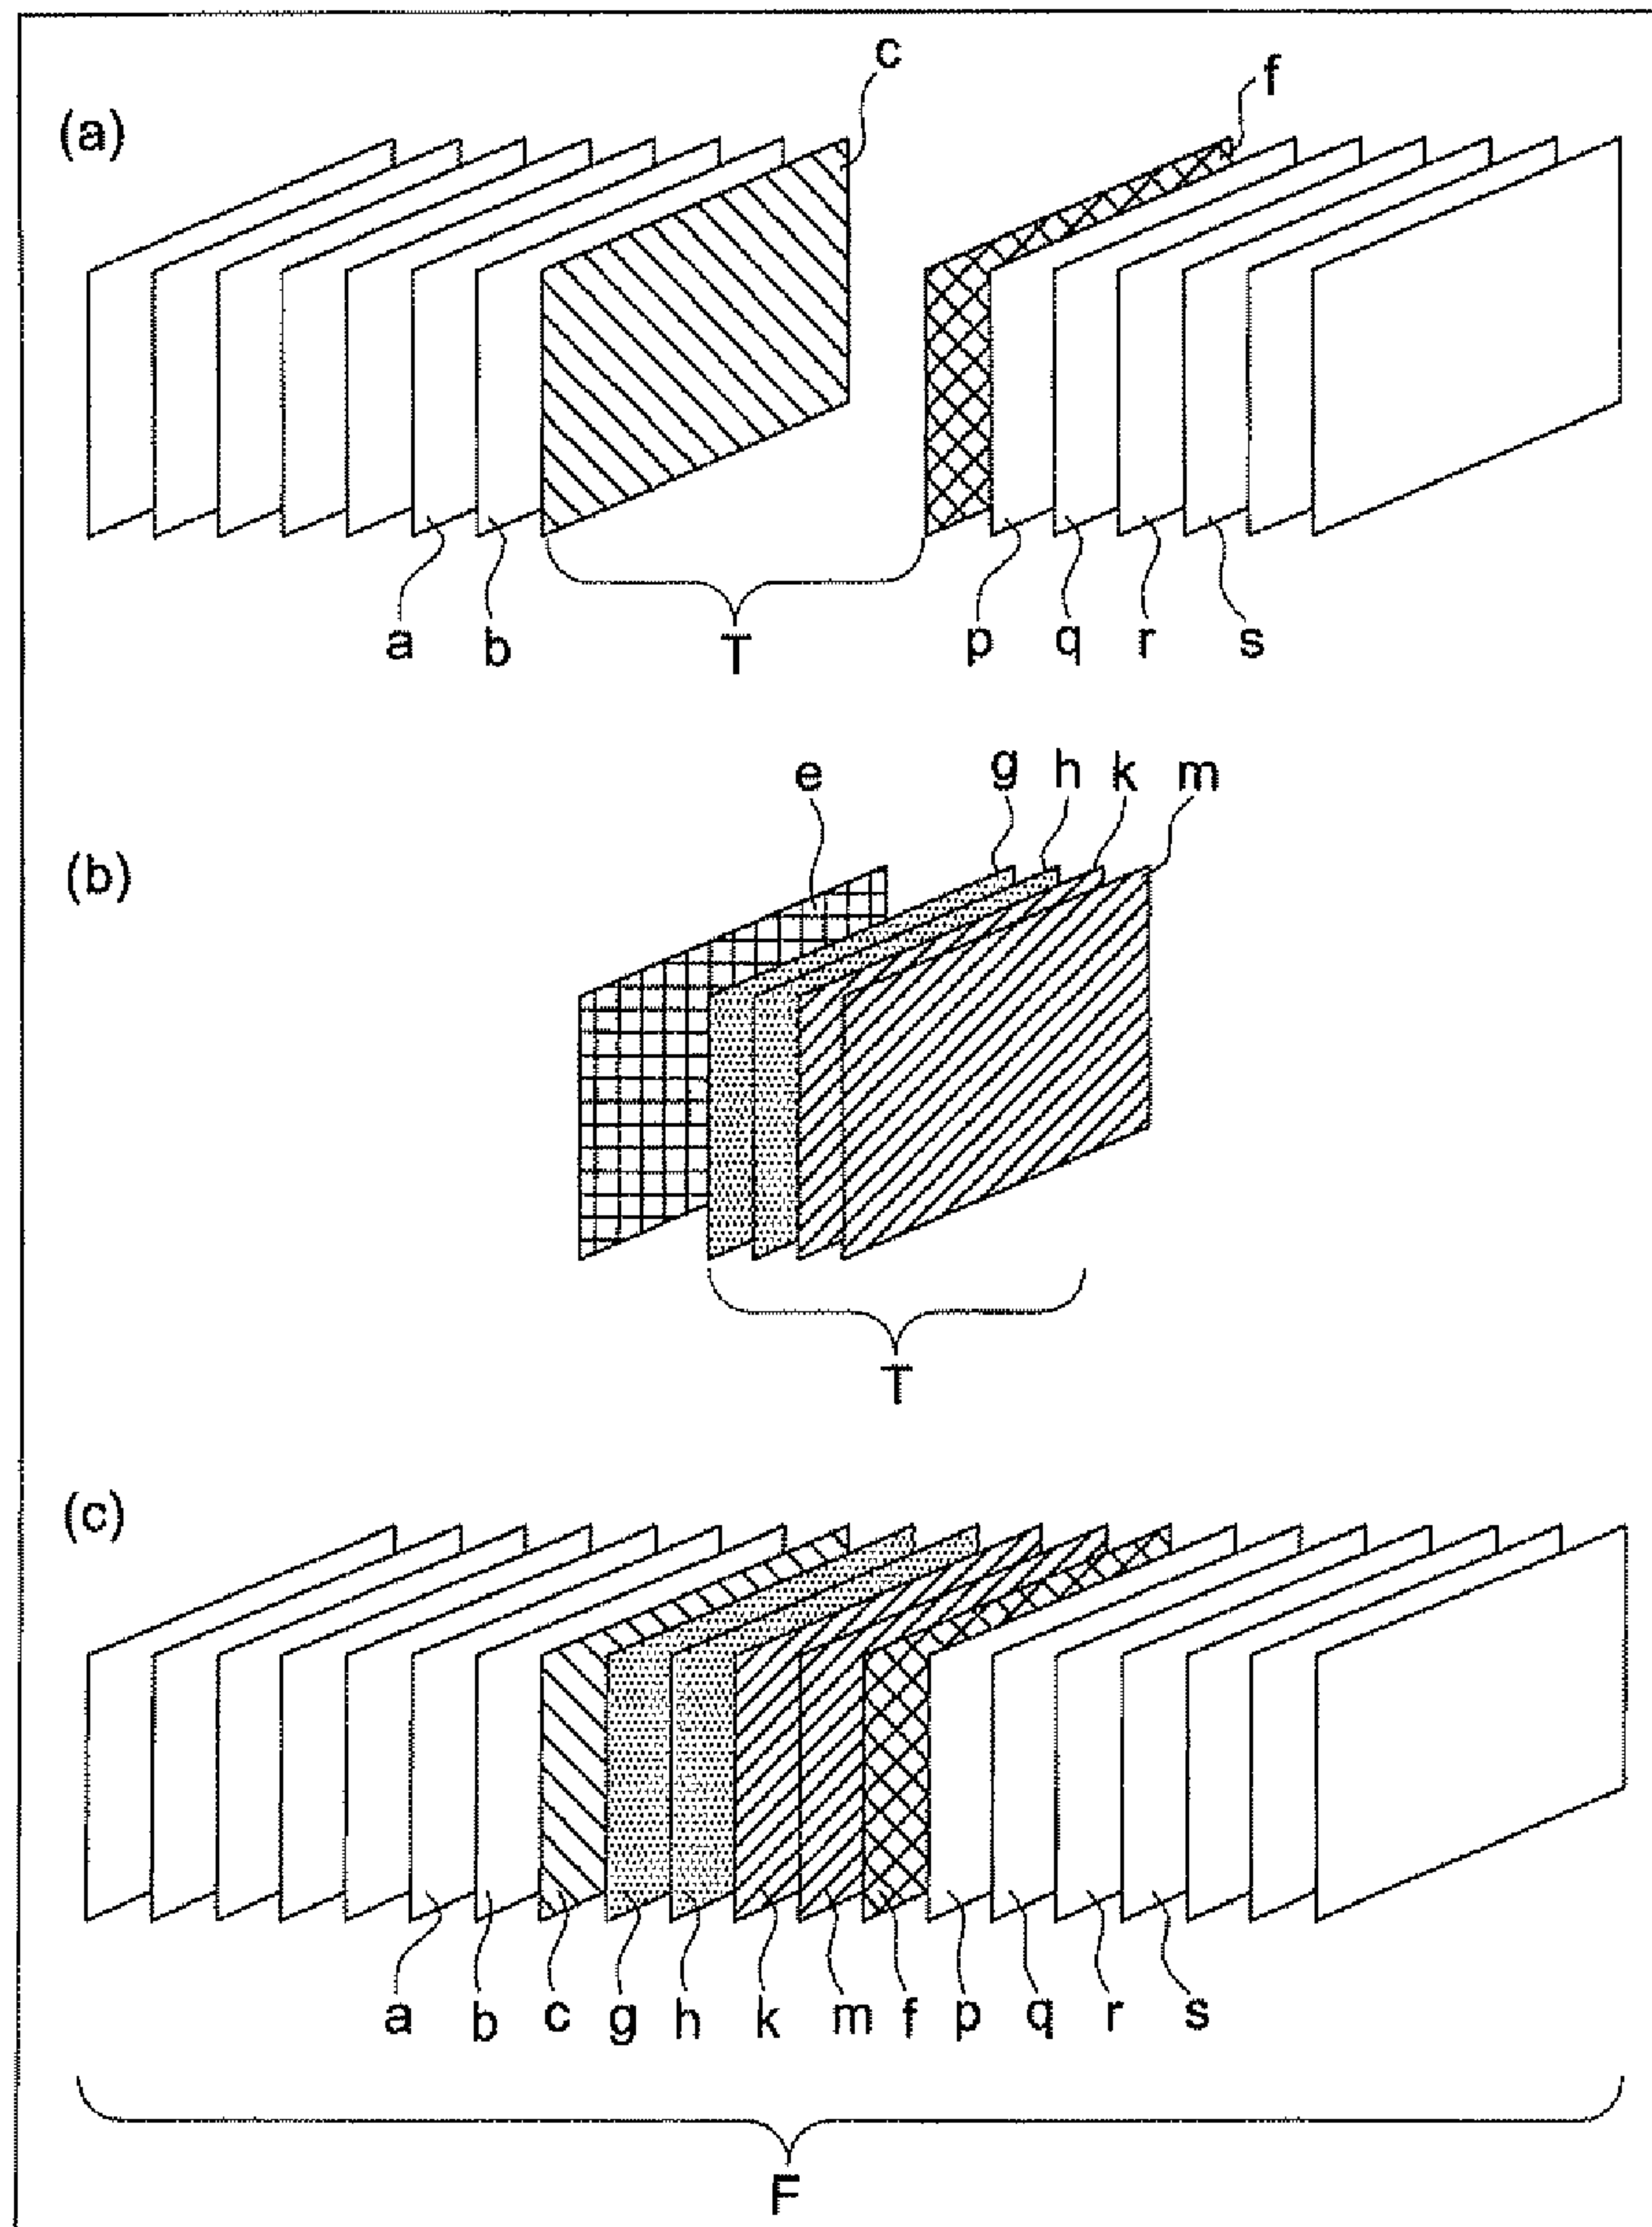 (a)
c
f
a b T p q r s
(b)
e g h k m
T
(c)
a b c g h k m f p q r s
F